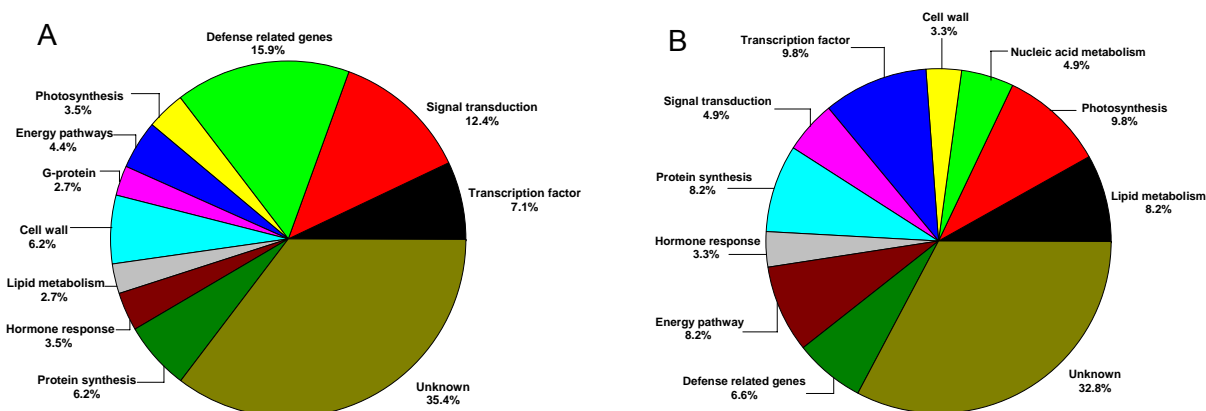 A
Defense related genes
15.9%
Signal transduction
12.4%
Transcription factor
7.1%
Unknown
35.4%
Protein synthesis
6.2%
Hormone response
3.5%
Lipid metabolism
2.7%
Cell wall
6.2%
G-protein
2.7%
Energy pathways
4.4%
Photosynthesis
3.5%
B
Cell wall
3.3%
Nucleic acid metabolism
4.9%
Photosynthesis
9.8%
Lipid metabolism
8.2%
Unknown
32.8%
Defense related genes
6.6%
Energy pathway
8.2%
Hormone response
3.3%
Protein synthesis
8.2%
Signal transduction
4.9%
Transcription factor
9.8%